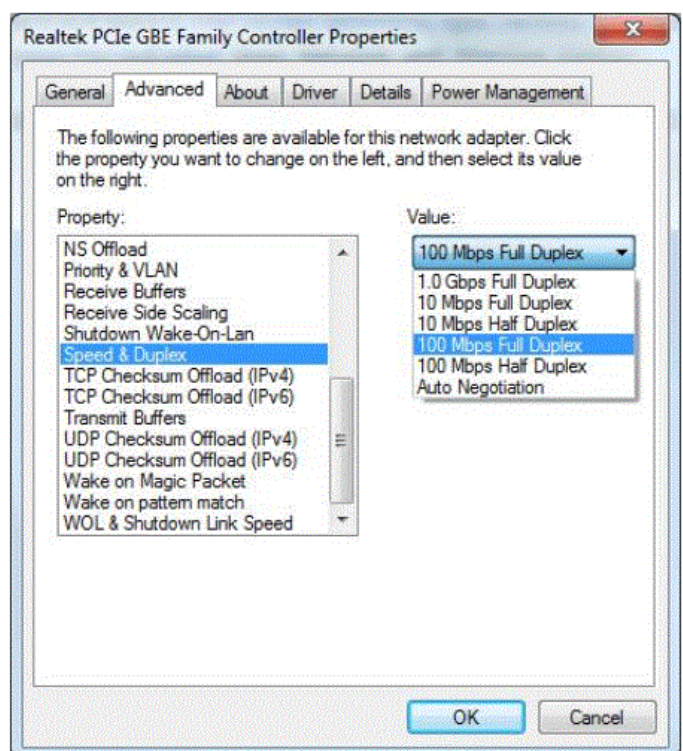 Realtek PCIe GBE Family Controller Properties
General Advanced About Driver Details Power Management
The following properties are available for this network adapter. Click
the property you want to change on the left, and then select its value
on the right.
Property:
NS Offload
Priority & VLAN
Receive Buffers
Receive Side Scaling
Shutdown Wake-On-Lan
Speed & Duplex
TCP Checksum Offload (IPv4)
TCP Checksum Offload (IPv6)
Transmit Buffers
UDP Checksum Offload (IPv4)
UDP Checksum Offload (IPv6)
Wake on Magic Packet
Wake on pattern match
WOL & Shutdown Link Speed
Value:
100 Mbps Full Duplex
1.0 Gbps Full Duplex
10 Mbps Full Duplex
10 Mbps Half Duplex
100 Mbps Full Duplex
100 Mbps Half Duplex
Auto Negotiation
OK Cancel